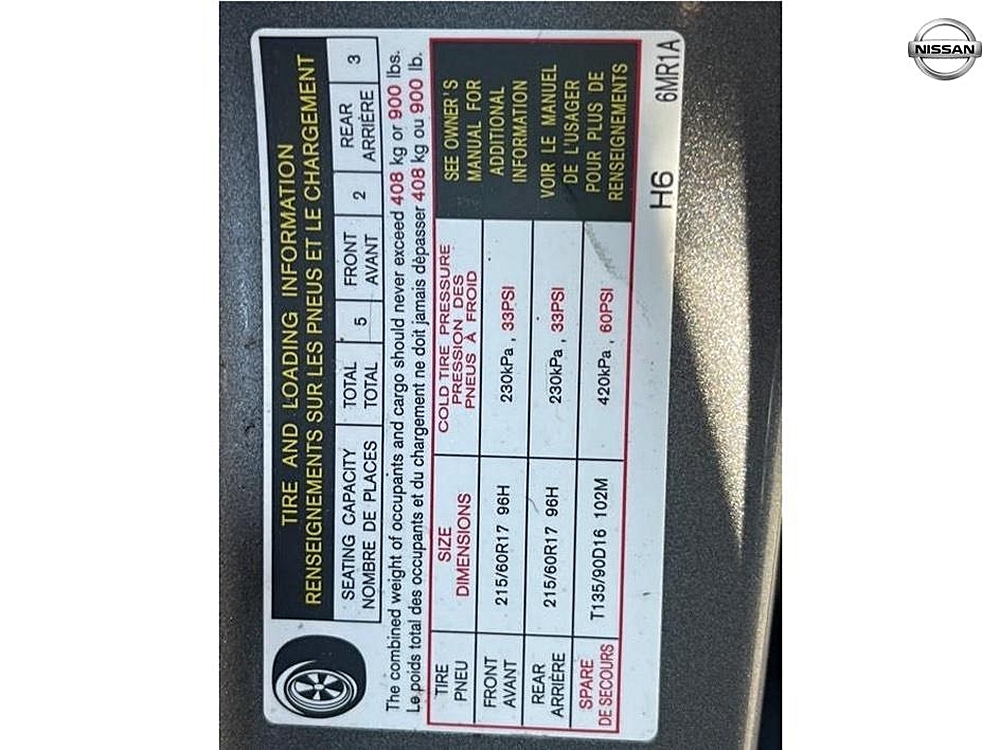 TIRE AND LOADING INFORMATION
RENSEIGNEMENTS SUR LES PNEUS ET LE CHARGEMENT
SEATING CAPACITY TOTAL 5 FRONT 2 REAR 3
NOMBRE DE PLACES TOTAL AVANT ARRIÈRE
The combined weight of occupants and cargo should never exceed 408 kg or 900 lbs.
Le poids total des occupants et du chargement ne doit jamais dépasser 408 kg ou 900 lb.
TIRE SIZE COLD TIRE PRESSURE
PNEU DIMENSIONS PRESSION DES
PNEUS À FROID
FRONT
AVANT 215/60R17 96H 230kPa , 33PSI
REAR
ARRIÈRE 215/60R17 96H 230kPa , 33PSI
SPARE
DE SECOURS T135/90D16 102M 420kPa , 60PSI
SEE OWNER'S
MANUAL FOR
ADDITIONAL
INFORMATION
VOIR LE MANUEL
DE L'USAGER
POUR PLUS DE
RENSEIGNEMENTS
H6 6MR1A
NISSAN